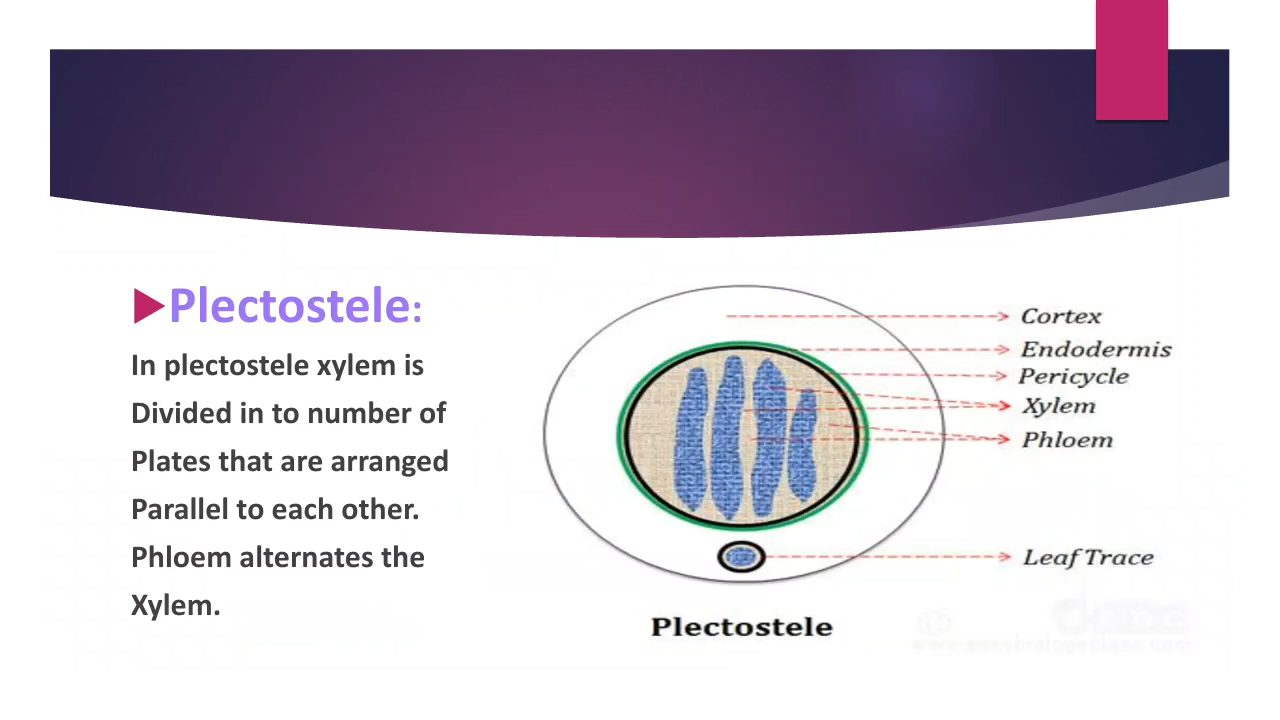 Plectostele:
In plectostele xylem is
Divided in to number of
Plates that are arranged
Parallel to each other.
Phloem alternates the
Xylem.
Cortex
Endodermis
Pericycle
Xylem
Phloem
Leaf Trace
Plectostele